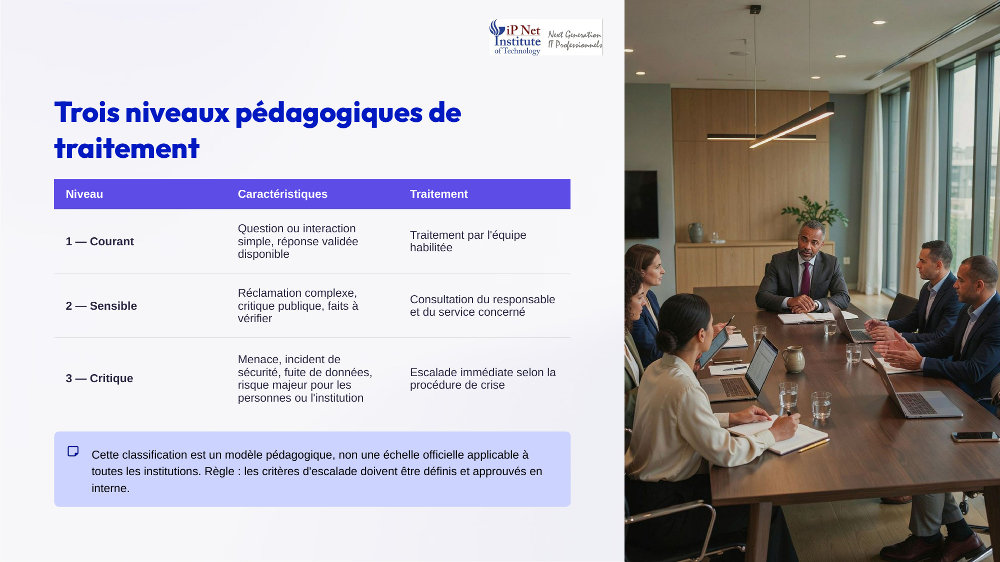 iP Net
Institute
of Technology
Next Generation
IT Professionnels
Trois niveaux pédagogiques de
traitement
Niveau
Caractéristiques
Traitement
1 — Courant
Question ou interaction
simple, réponse validée
disponible
Traitement par l'équipe
habilitée
2 — Sensible
Réclamation complexe,
critique publique, faits à
vérifier
Consultation du responsable
et du service concerné
3 — Critique
Menace, incident de
sécurité, fuite de données,
risque majeur pour les
personnes ou l'institution
Escalade immédiate selon la
procédure de crise
Cette classification est un modèle pédagogique, non une échelle officielle applicable à
toutes les institutions. Règle : les critères d'escalade doivent être définis et approuvés en
interne.